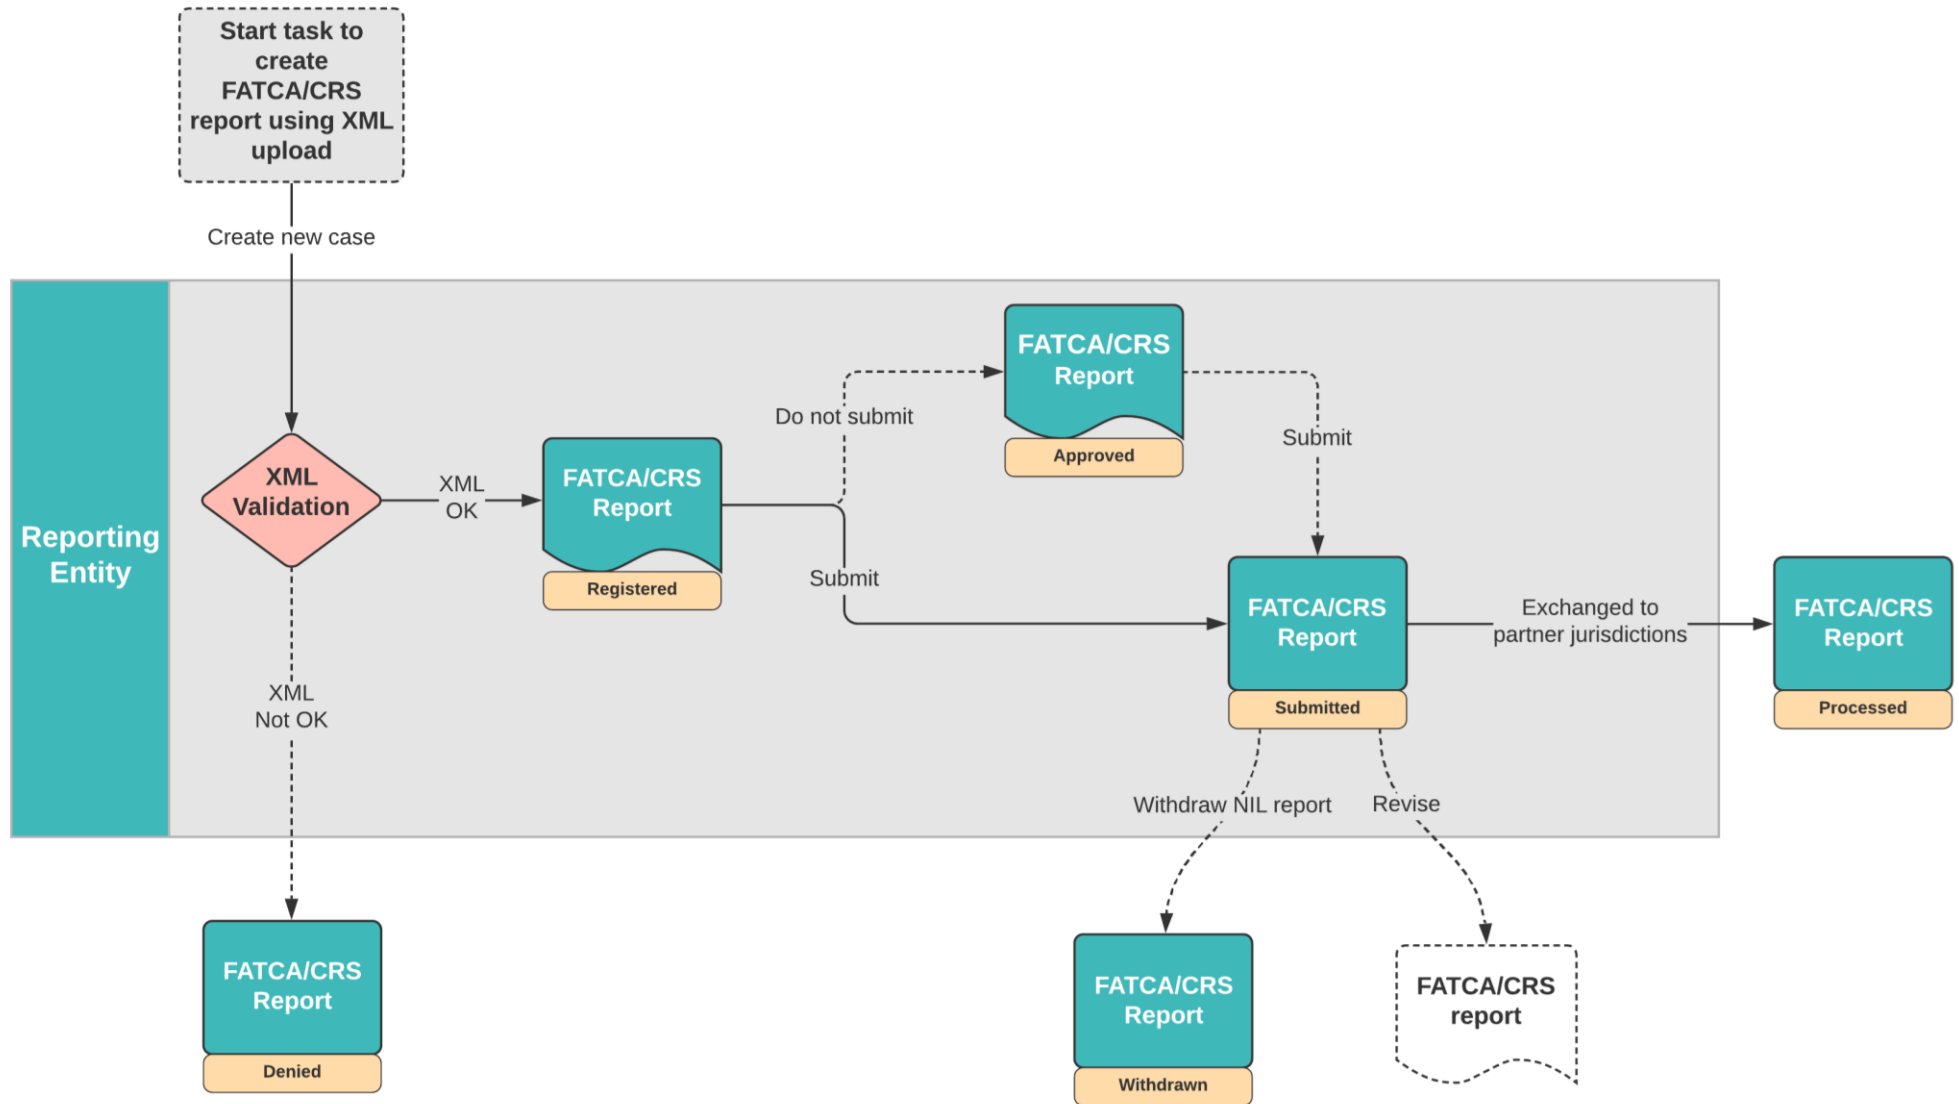 Start task to
create
FATCA/CRS
report using XML
upload
Create new case
Reporting
Entity
XML
Validation
XML
OK
FATCA/CRS
Report
Registered
Do not submit
Submit
FATCA/CRS
Report
Approved
Submit
FATCA/CRS
Report
Submitted
Exchanged to
partner jurisdictions
FATCA/CRS
Report
Processed
XML
Not OK
Withdraw NIL report
Revise
FATCA/CRS
Report
Denied
FATCA/CRS
Report
Withdrawn
FATCA/CRS
report